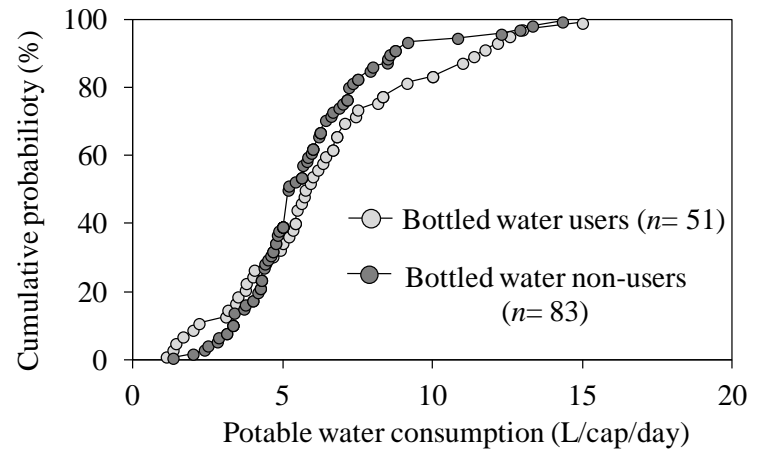 100
80
60
40
20
0
Cumulative probabilioty (%)
Bottled water users (n= 51)
Bottled water non-users
(n= 83)
0 5 10 15 20
Potable water consumption (L/cap/day)